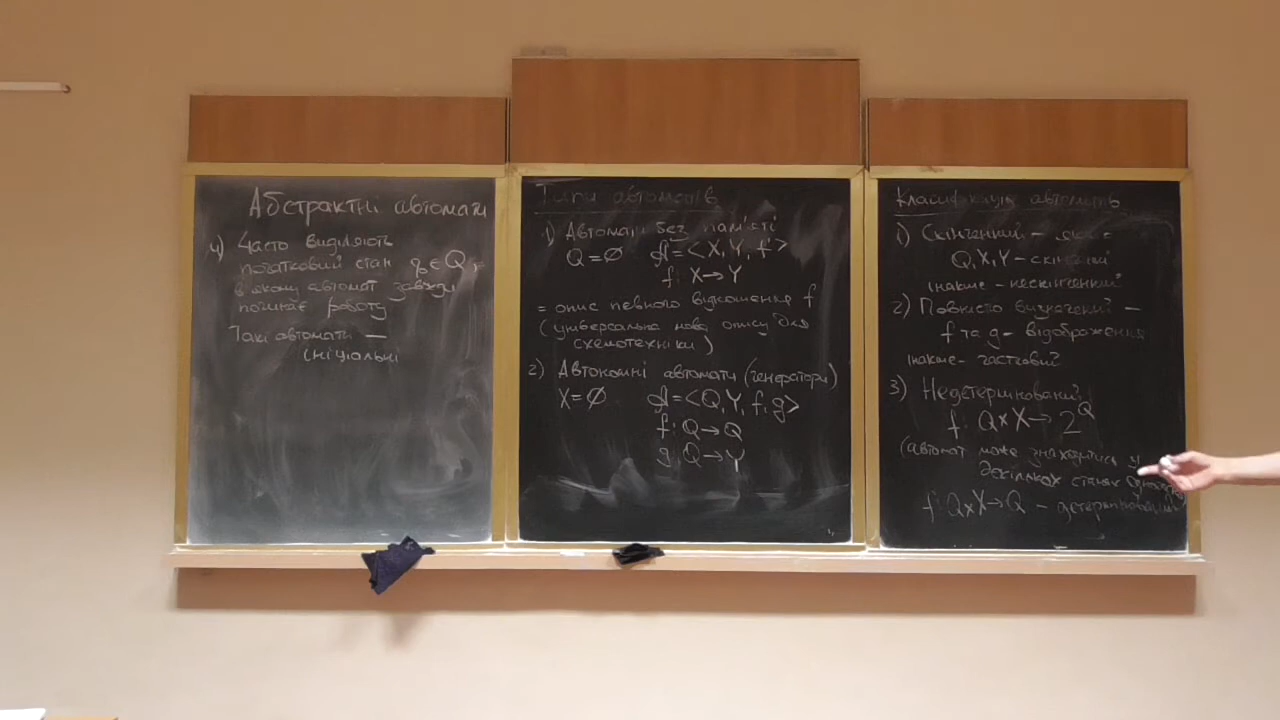 Абстрактні автомати
4) Часто виділяють
початковий стан q₀ ∈ Q,
в якому автомат завжди
починає роботу
Такі автомати —
ініціальні
Типи автоматів
1) Автомати без пам'яті
Q = ∅ 𝒜 = <X, Y, f>
f: X → Y
= опис певного відношення f
(універсальна мова опису для
схемотехніки)
2) Автономні автомати (генератори)
X = ∅ 𝒜 = <Q, Y, f, g>
f: Q → Q
g: Q → Y
Класифікація автоматів
1) Скінченний – якщо
Q, X, Y – скінченні
інакше – нескінченний
2) Повністю визначений –
f та g – відображення
інакше – частковий
3) Недетермінований
f: Q × X → 2^Q
(автомат може знаходитись у
декількох станах одночасно
f: Q × X → Q – детермінований